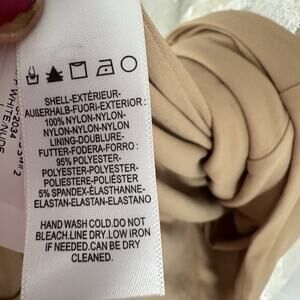 SHELL-EXTÉRIEUR-
AUßERHALB-FUORI-EXTERIOR :
100% NYLON-NYLON-
NYLON-NYLON-NYLON
LINING-DOUBLURE-
FUTTER-FODERA-FORRO :
95% POLYESTER-
POLYESTER-POLYESTER-
POLIESTERE-POLIÉSTER
5% SPANDEX-ÉLASTHANNE-
ELASTAN-ELASTAN-ELASTANO
HAND WASH COLD.DO NOT
BLEACH.LINE DRY.LOW IRON
IF NEEDED.CAN BE DRY
CLEANED.
WHITE/NUDE